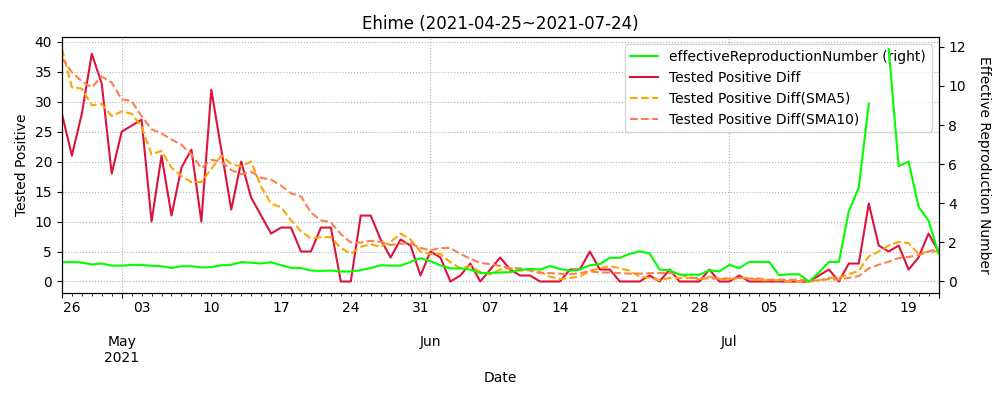 Ehime (2021-04-25~2021-07-24)
effectiveReproductionNumber (right)
Tested Positive Diff
Tested Positive Diff(SMA5)
Tested Positive Diff(SMA10)
Tested Positive
40
35
30
25
20
15
10
5
0
Effective Reproduction Number
12
10
8
6
4
2
0
26 03 10 17 24 31 07 14 21 28 05 12 19
May Jun Jul
2021
Date